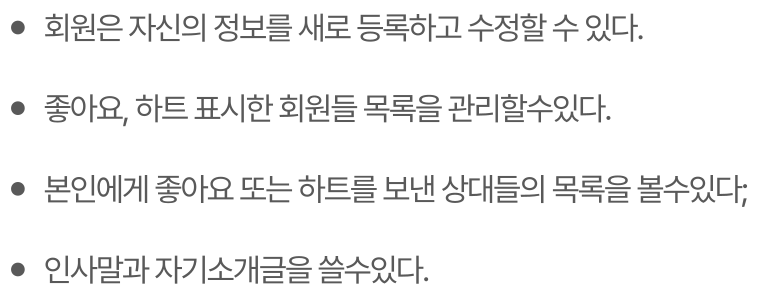 ● 회원은 자신의 정보를 새로 등록하고 수정할 수 있다.
● 좋아요, 하트 표시한 회원들 목록을 관리할수있다.
● 본인에게 좋아요 또는 하트를 보낸 상대들의 목록을 볼수있다;
● 인사말과 자기소개글을 쓸수있다.